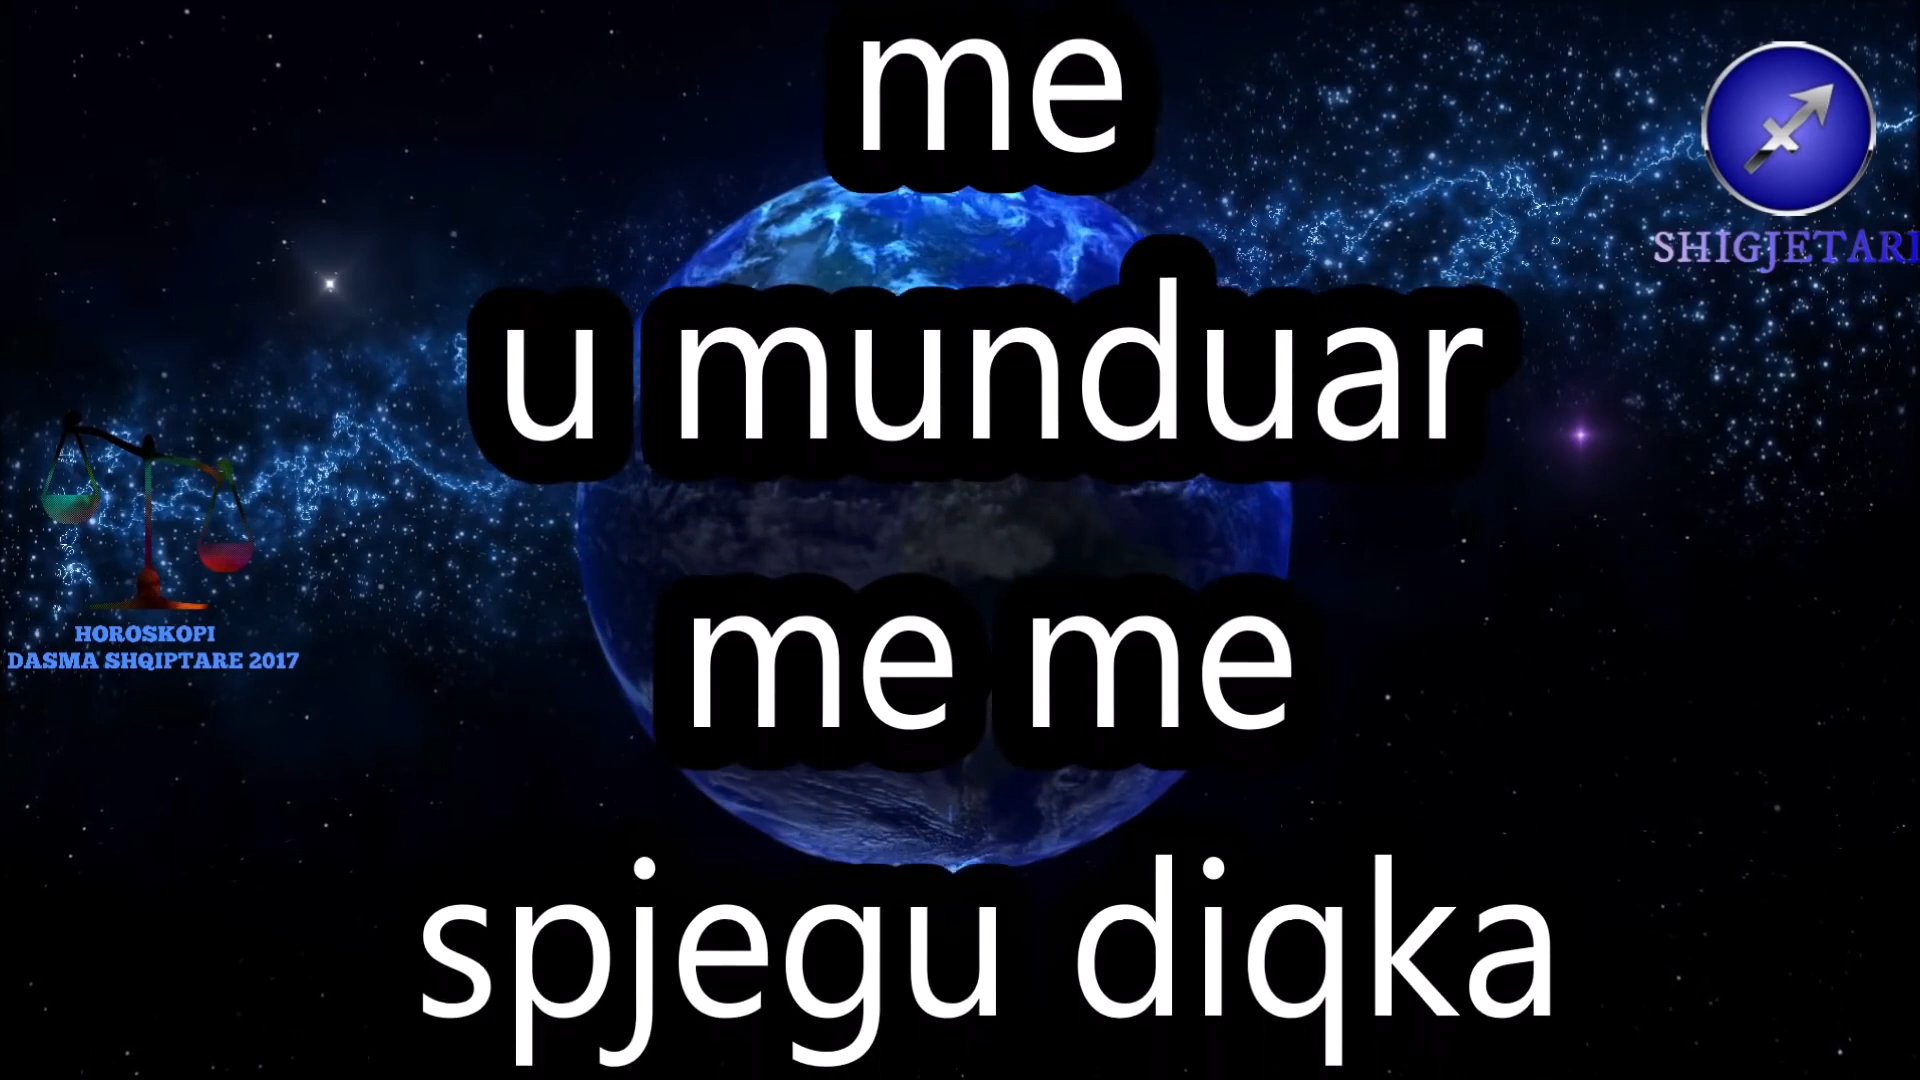 me
SHIGJETARI
u munduar
HOROSKOPI
DASMA SHQIPTARE 2017
me me
spjegu diqka